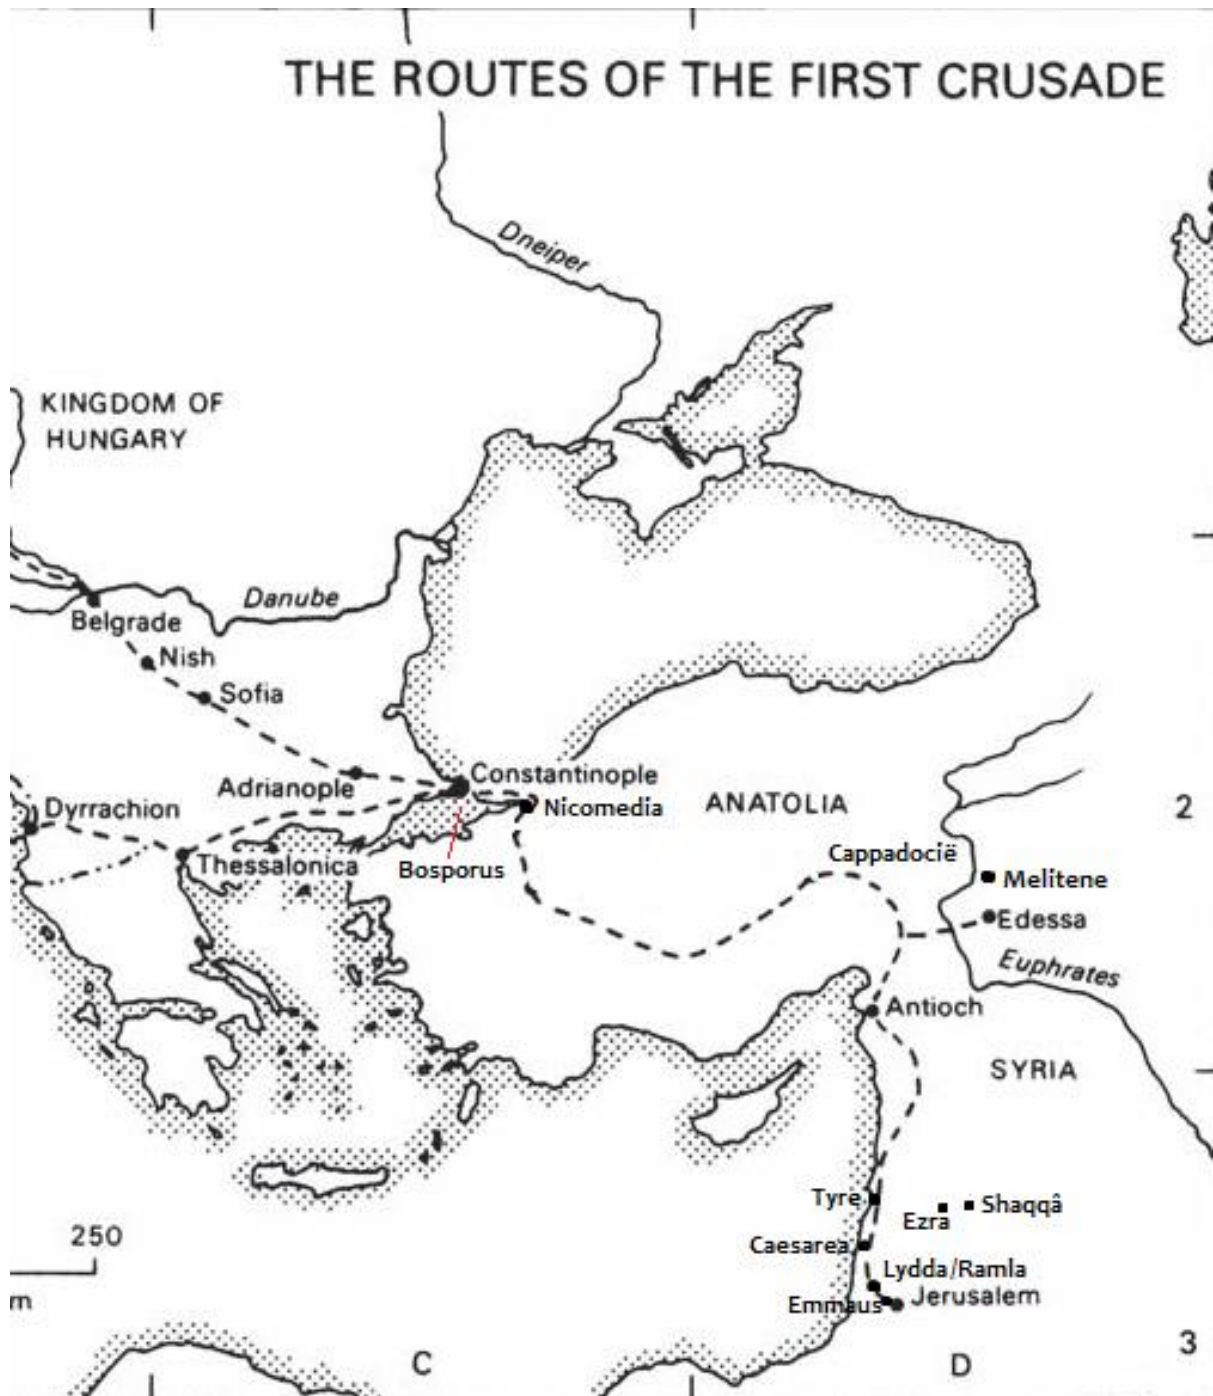 THE ROUTES OF THE FIRST CRUSADE
Dneiper
KINGDOM OF
HUNGARY
Danube
Belgrade
Nish
Sofia
Constantinople
Adrianople
Nicomedia
ANATOLIA
2
Dyrrachion
Thessalonica
Bosporus
Cappadocië
Melitene
Edessa
Euphrates
Antioch
SYRIA
Tyre
Shaqqâ
Ezra
250
Caesarea
Lydda/Ramla
Emmaus
Jerusalem
3
C
D